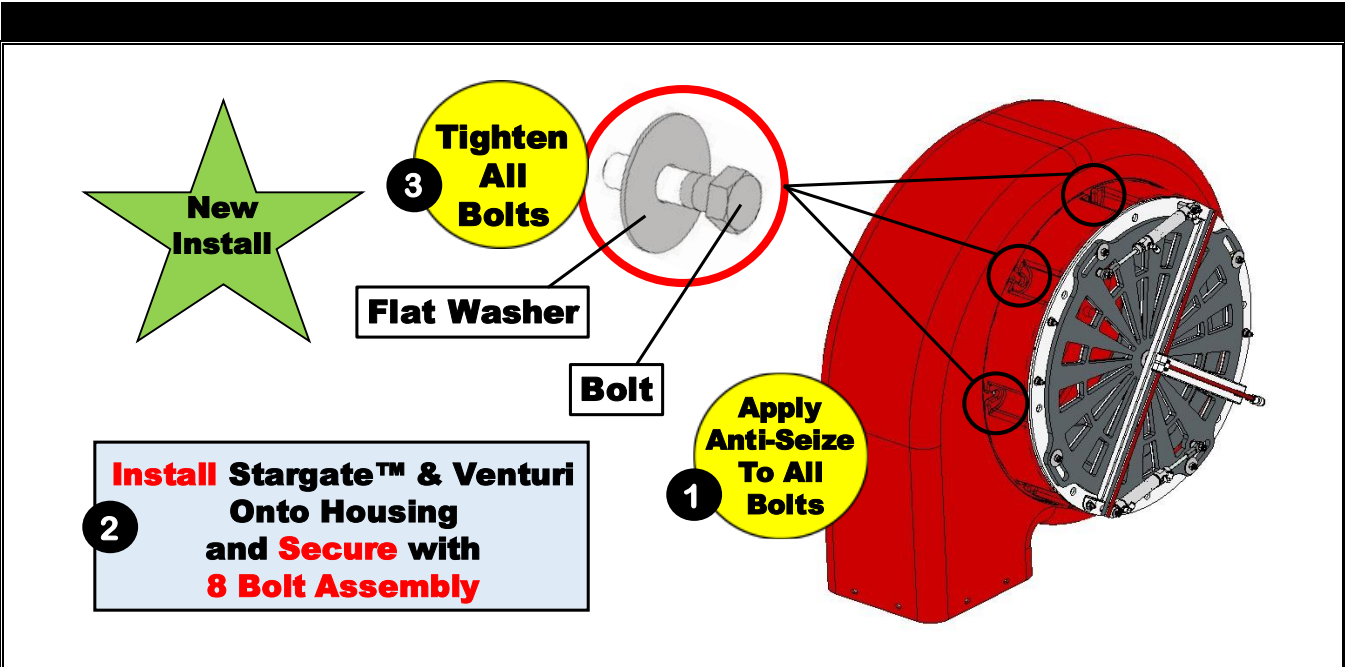 New
Install
3
Tighten
All
Bolts
Flat Washer
Bolt
1
Apply
Anti-Seize
To All
Bolts
2
Install Stargate™ & Venturi
Onto Housing
and Secure with
8 Bolt Assembly